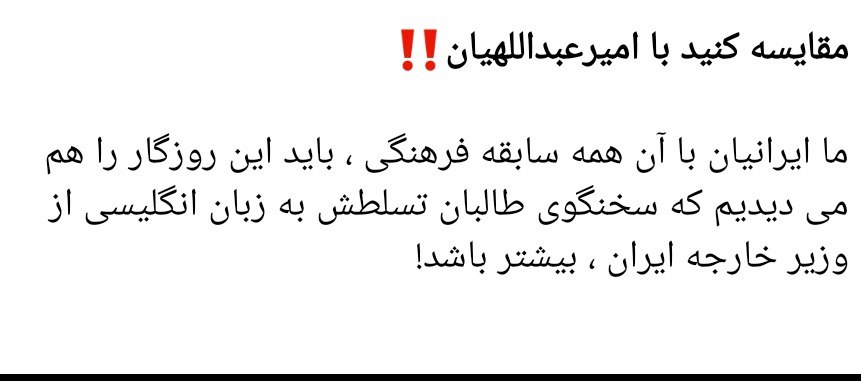 مقایسه کنید با امیرعبداللهیان‼️
ما ایرانیان با آن همه سابقه فرهنگی ، باید این روزگار را هم
می دیدیم که سخنگوی طالبان تسلطش به زبان انگلیسی از
وزیر خارجه ایران ، بیشتر باشد!